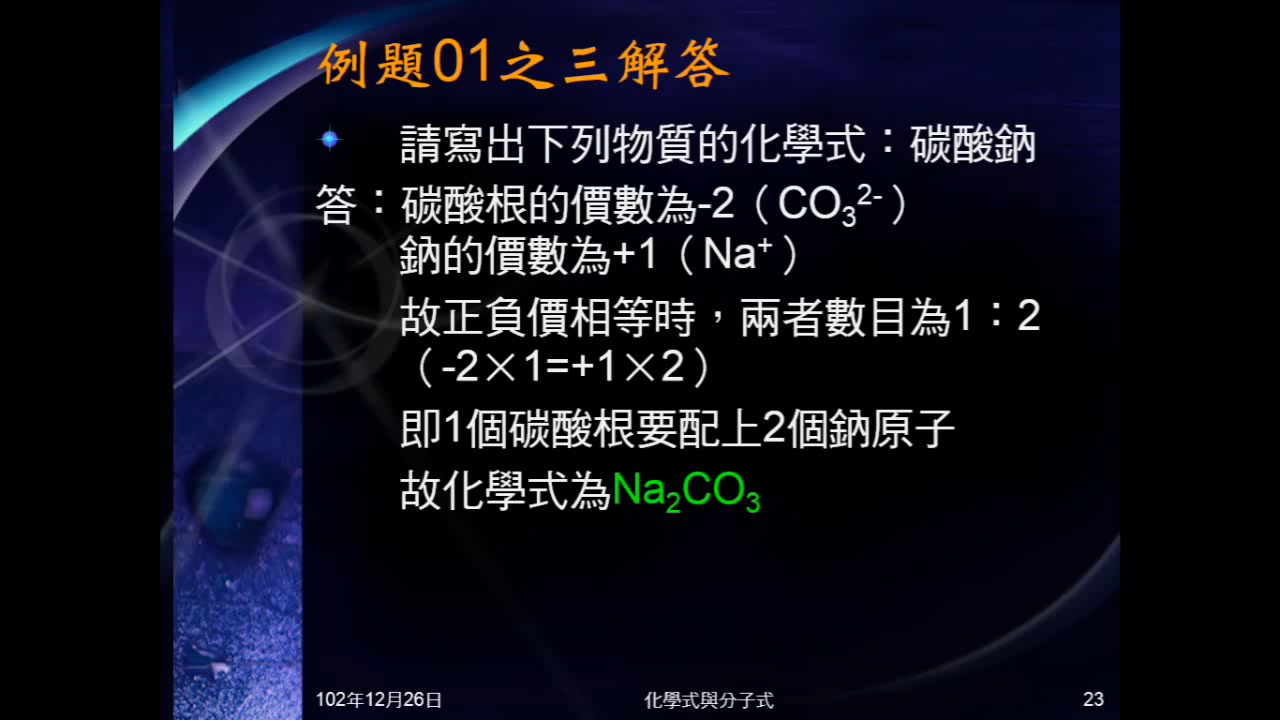 例題01之三解答
請寫出下列物質的化學式：碳酸鈉
答：碳酸根的價數為-2（CO₃²⁻）
鈉的價數為+1（Na⁺）
故正負價相等時，兩者數目為1：2
（-2×1=+1×2）
即1個碳酸根要配上2個鈉原子
故化學式為Na₂CO₃
102年12月26日
化學式與分子式
23